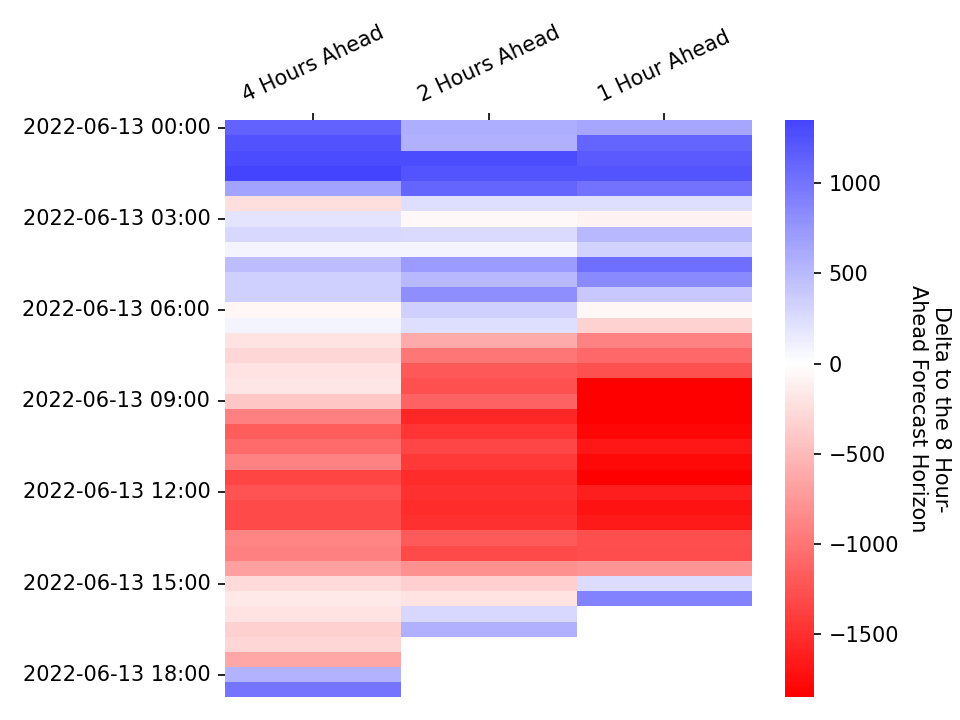 4 Hours Ahead
2 Hours Ahead
1 Hour Ahead
2022-06-13 00:00
2022-06-13 03:00
2022-06-13 06:00
2022-06-13 09:00
2022-06-13 12:00
2022-06-13 15:00
2022-06-13 18:00
1000
500
0
−500
−1000
−1500
Delta to the 8 Hour-
Ahead Forecast Horizon